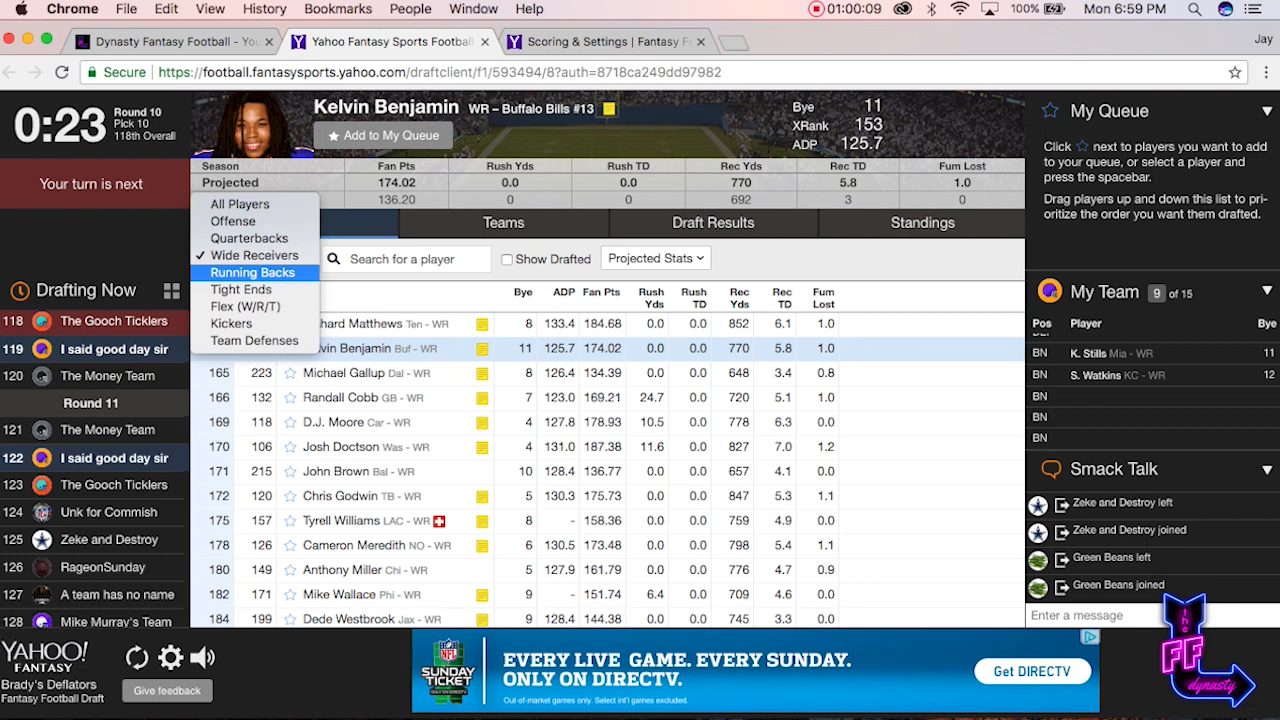 Chrome File Edit View History Bookmarks People Window Help 1:00:09 100% Mon 6:59 PM
Dynasty Fantasy Football - You × Yahoo Fantasy Sports Football × Scoring & Settings | Fantasy F × Jay
Secure https://football.fantasysports.yahoo.com/draftclient/f1/593494/8?auth=8718ca249dd97982
0:23
Round 10
Pick 10
118th Overall
Your turn is next
Kelvin Benjamin WR – Buffalo Bills #13
Add to My Queue
Bye 11
XRank 153
ADP 125.7
Season Fan Pts Rush Yds Rush TD Rec Yds Rec TD Fum Lost
Projected 174.02 0.0 0.0 770 5.8 1.0
136.20 0 0 692 3 0
All Players
Offense
Quarterbacks
✓ Wide Receivers
Running Backs
Tight Ends
Flex (W/R/T)
Kickers
Team Defenses
Teams Draft Results Standings
Search for a player Show Drafted Projected Stats
Bye ADP Fan Pts Rush Yds Rush TD Rec Yds Rec TD Fum Lost
hard Matthews Ten - WR 8 133.4 184.68 0.0 0.0 852 6.1 1.0
vin Benjamin Buf - WR 11 125.7 174.02 0.0 0.0 770 5.8 1.0
165 223 Michael Gallup Dal - WR 8 126.4 134.39 0.0 0.0 648 3.4 0.8
166 132 Randall Cobb GB - WR 7 123.0 169.21 24.7 0.0 720 5.1 1.0
169 118 D.J. Moore Car - WR 4 127.8 178.93 10.5 0.0 778 6.3 0.0
170 106 Josh Doctson Was - WR 4 131.0 187.38 11.6 0.0 827 7.0 1.2
171 215 John Brown Bal - WR 10 128.4 136.77 0.0 0.0 657 4.1 0.0
172 120 Chris Godwin TB - WR 5 130.3 175.73 0.0 0.0 847 5.3 1.1
175 157 Tyrell Williams LAC - WR 8 - 158.36 0.0 0.0 759 4.9 0.0
178 126 Cameron Meredith NO - WR 6 130.5 173.48 0.0 0.0 798 5.4 1.1
180 149 Anthony Miller Chi - WR 5 127.9 161.79 0.0 0.0 776 4.7 0.9
182 171 Mike Wallace Phi - WR 9 - 151.74 6.4 0.0 709 4.6 0.0
184 199 Dede Westbrook Jax - WR 9 128.4 144.38 0.0 0.0 745 3.3 0.0
Drafting Now
118 The Gooch Ticklers
119 I said good day sir
120 The Money Team
Round 11
121 The Money Team
122 I said good day sir
123 The Gooch Ticklers
124 Unk for Commish
125 Zeke and Destroy
126 RageonSunday
127 A team has no name
128 Mike Murray's Team
My Queue
Click ☆ next to players you want to add
to your queue, or select a player and
press the spacebar.
Drag players up and down this list to pri-
oritize the order you want them drafted.
My Team 9 of 15
Pos Player Bye
BN K. Stills Mia - WR 11
BN S. Watkins KC - WR 12
BN
BN
BN
Smack Talk
Zeke and Destroy left
Zeke and Destroy joined
Green Beans left
Green Beans joined
Enter a message
YAHOO!
FANTASY
Brady's Deflators
Fantasy Football Draft
Give feedback
NFL
SUNDAY
TICKET
EVERY LIVE GAME. EVERY SUNDAY.
ONLY ON DIRECTV.
Out-of-market games only. Select int'l games excluded.
Get DIRECTV
the
FF
dynasty